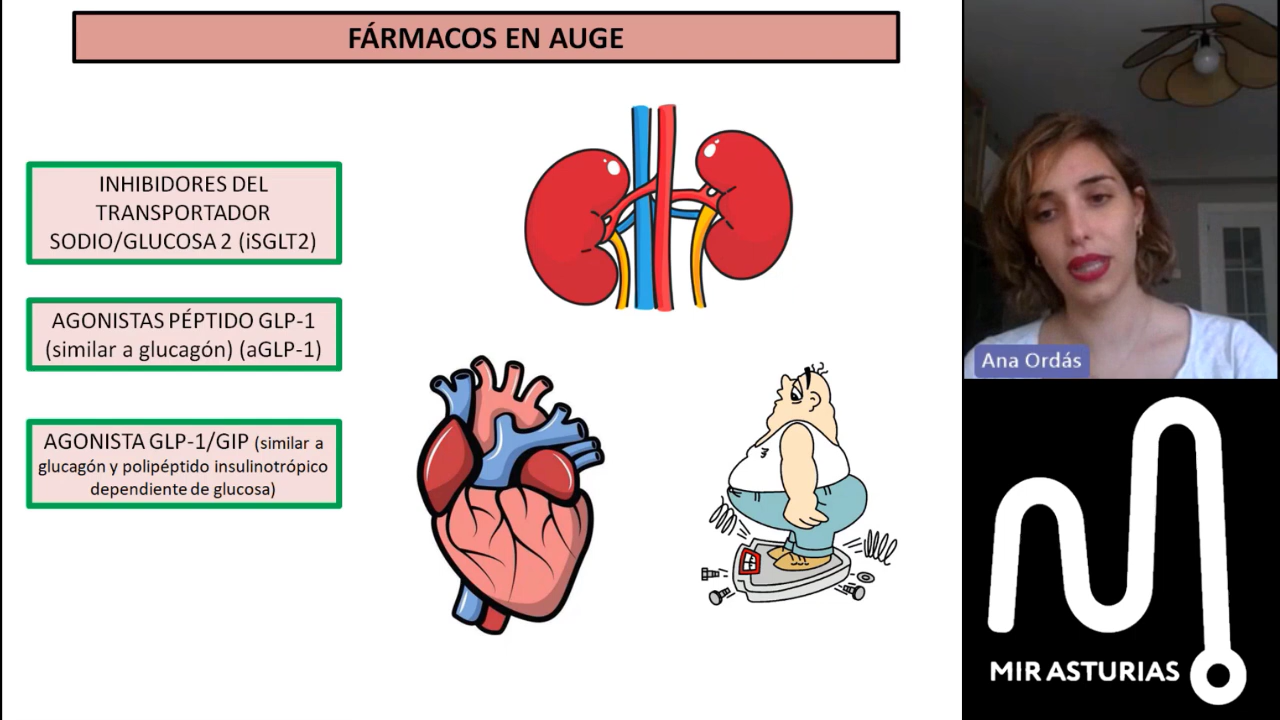 FÁRMACOS EN AUGE
INHIBIDORES DEL
TRANSPORTADOR
SODIO/GLUCOSA 2 (iSGLT2)
AGONISTAS PÉPTIDO GLP-1
(similar a glucagón) (aGLP-1)
AGONISTA GLP-1/GIP (similar a
glucagón y polipéptido insulinotrópico
dependiente de glucosa)
Ana Ordás
MIR ASTURIAS